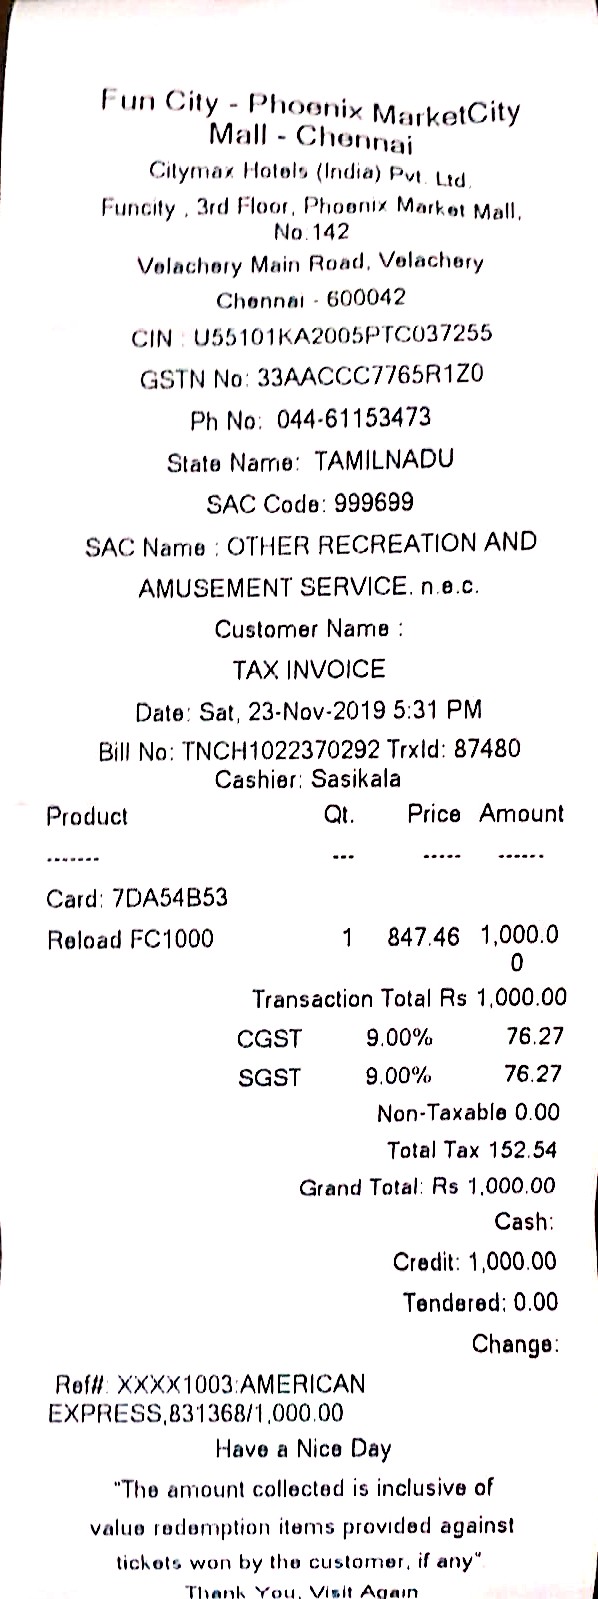 Fun City - Phoenix MarketCity
Mall - Chennai
Citymax Hotels (India) Pvt. Ltd.
Funcity , 3rd Floor, Phoenix Market Mall,
No.142
Velachery Main Road, Velachery
Chennai - 600042
CIN : U55101KA2005PTC037255
GSTN No: 33AACCC7765R1Z0
Ph No: 044-61153473
State Name: TAMILNADU
SAC Code: 999699
SAC Name : OTHER RECREATION AND
AMUSEMENT SERVICE. n.e.c.
Customer Name :
TAX INVOICE
Date: Sat, 23-Nov-2019 5:31 PM
Bill No: TNCH1022370292 TrxId: 87480
Cashier: Sasikala
Product Qt. Price Amount
------- --- ----- ------
Card: 7DA54B53
Reload FC1000 1 847.46 1,000.0
0
Transaction Total Rs 1,000.00
CGST 9.00% 76.27
SGST 9.00% 76.27
Non-Taxable 0.00
Total Tax 152.54
Grand Total: Rs 1,000.00
Cash:
Credit: 1,000.00
Tendered: 0.00
Change:
Ref#: XXXX1003:AMERICAN
EXPRESS,831368/1,000.00
Have a Nice Day
"The amount collected is inclusive of
value redemption items provided against
tickets won by the customer, if any"
Thank You, Visit Again